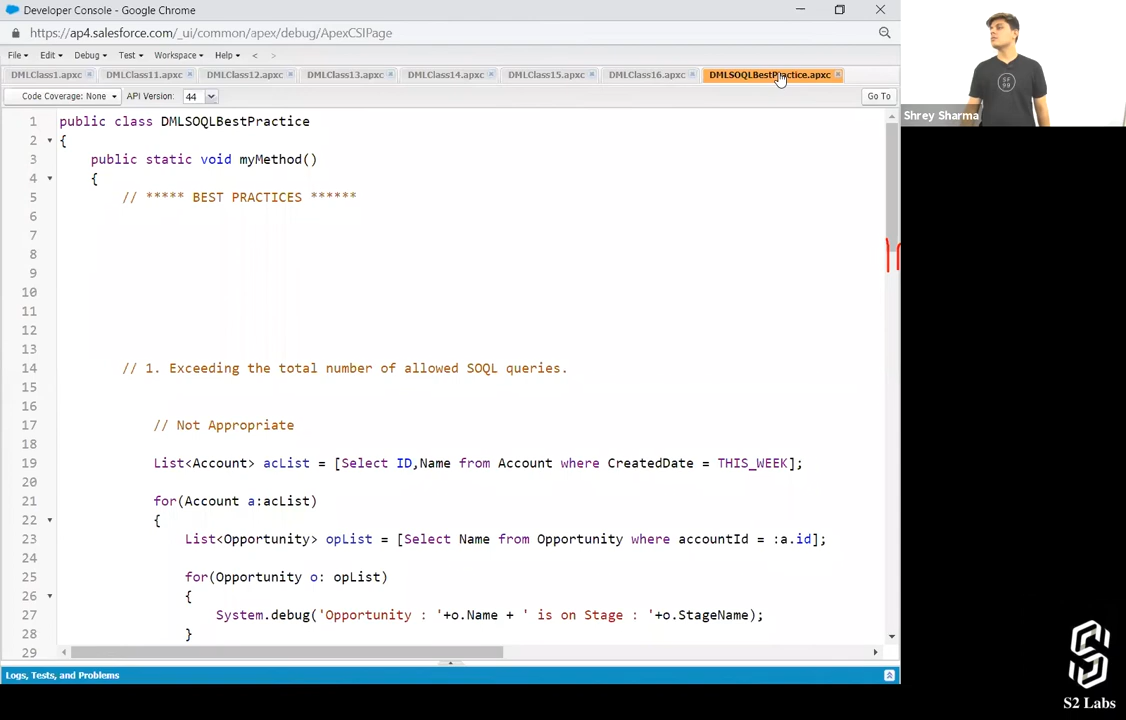 Developer Console - Google Chrome
https://ap4.salesforce.com/_ui/common/apex/debug/ApexCSIPage
File Edit Debug Test Workspace Help < >
DMLClass1.apxc DMLClass11.apxc DMLClass12.apxc DMLClass13.apxc DMLClass14.apxc DMLClass15.apxc DMLClass16.apxc DMLSOQLBestPractice.apxc
Code Coverage: None API Version: 44 Go To
Shrey Sharma
1 public class DMLSOQLBestPractice
2 {
3 public static void myMethod()
4 {
5 // ***** BEST PRACTICES ******
6
7
8
9
10
11
12
13
14 // 1. Exceeding the total number of allowed SOQL queries.
15
16
17 // Not Appropriate
18
19 List<Account> acList = [Select ID,Name from Account where CreatedDate = THIS_WEEK];
20
21 for(Account a:acList)
22 {
23 List<Opportunity> opList = [Select Name from Opportunity where accountId = :a.id];
24
25 for(Opportunity o: opList)
26 {
27 System.debug('Opportunity : '+o.Name + ' is on Stage : '+o.StageName);
28 }
29
Logs, Tests, and Problems
S2 Labs